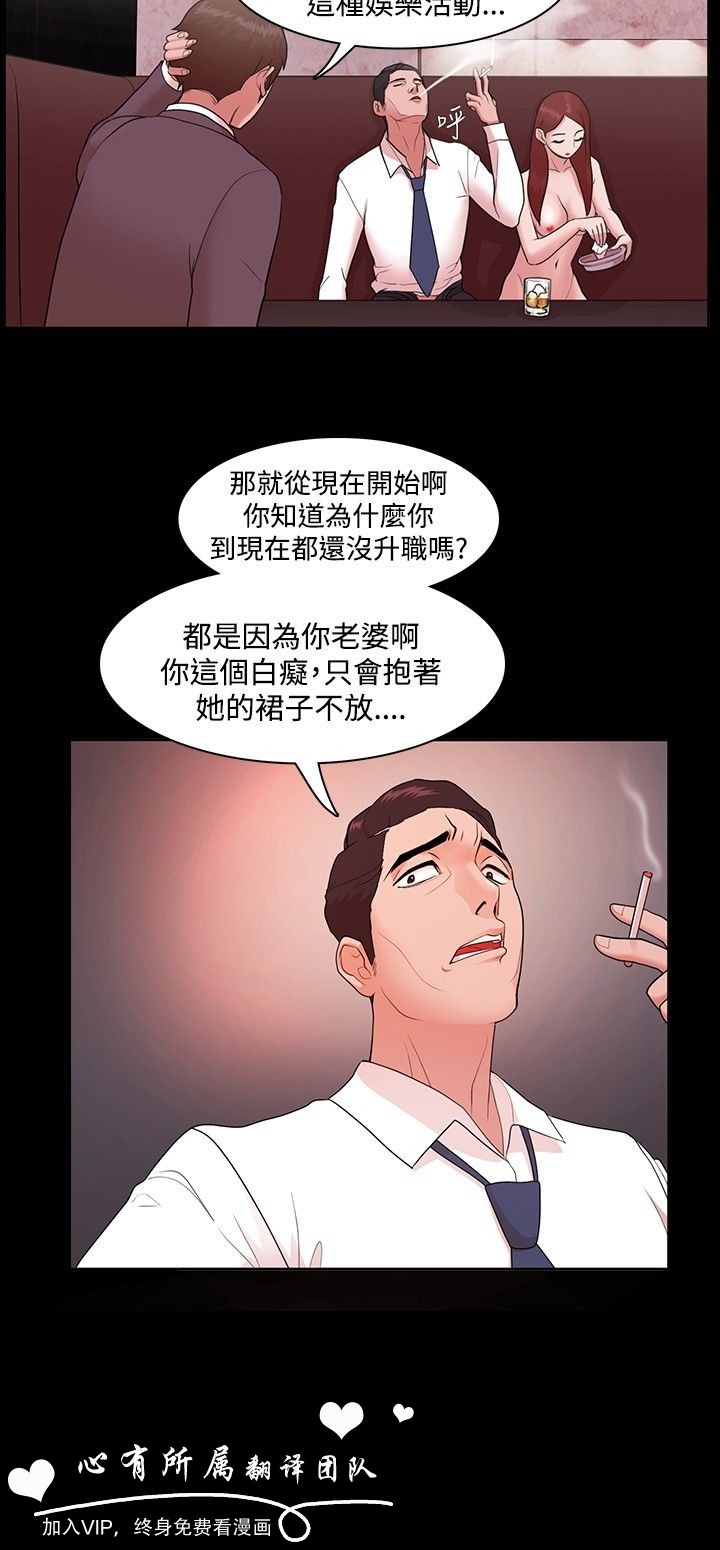 這種娛樂活動...
呼
那就從現在開始啊
你知道為什麼你
到現在都還沒升職嗎?
都是因為你老婆啊
你這個白癡，只會抱著
她的裙子不放....
心有所属翻译团队
加入VIP，终身免费看漫画